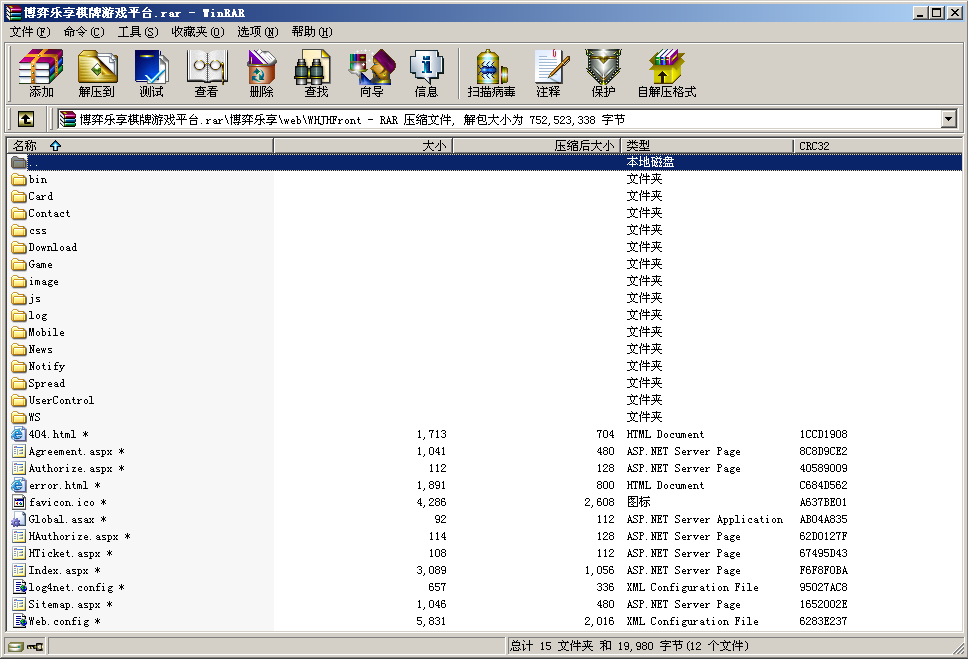 博弈乐享棋牌游戏平台.rar - WinRAR
文件(F) 命令(C) 工具(S) 收藏夹(O) 选项(N) 帮助(H)
添加 解压到 测试 查看 删除 查找 向导 信息 扫描病毒 注释 保护 自解压格式
博弈乐享棋牌游戏平台.rar\博弈乐享\web\WHJHFront - RAR 压缩文件, 解包大小为 752,523,338 字节
名称 大小 压缩后大小 类型 CRC32
.. 本地磁盘
bin 文件夹
Card 文件夹
Contact 文件夹
css 文件夹
Download 文件夹
Game 文件夹
image 文件夹
js 文件夹
log 文件夹
Mobile 文件夹
News 文件夹
Notify 文件夹
Spread 文件夹
UserControl 文件夹
WS 文件夹
404.html * 1,713 704 HTML Document 1CCD1908
Agreement.aspx * 1,041 480 ASP.NET Server Page 8C8D9CE2
Authorize.aspx * 112 128 ASP.NET Server Page 40589009
error.html * 1,891 800 HTML Document C684D562
favicon.ico * 4,286 2,608 图标 A637BE01
Global.asax * 92 112 ASP.NET Server Application AB04A835
HAuthorize.aspx * 114 128 ASP.NET Server Page 62D0127F
HTicket.aspx * 108 112 ASP.NET Server Page 67495D43
Index.aspx * 3,089 1,056 ASP.NET Server Page F6F8F0BA
log4net.config * 657 336 XML Configuration File 95027AC8
Sitemap.aspx * 1,046 480 ASP.NET Server Page 1652002E
Web.config * 5,831 2,016 XML Configuration File 6283E237
总计 15 文件夹 和 19,980 字节(12 个文件)